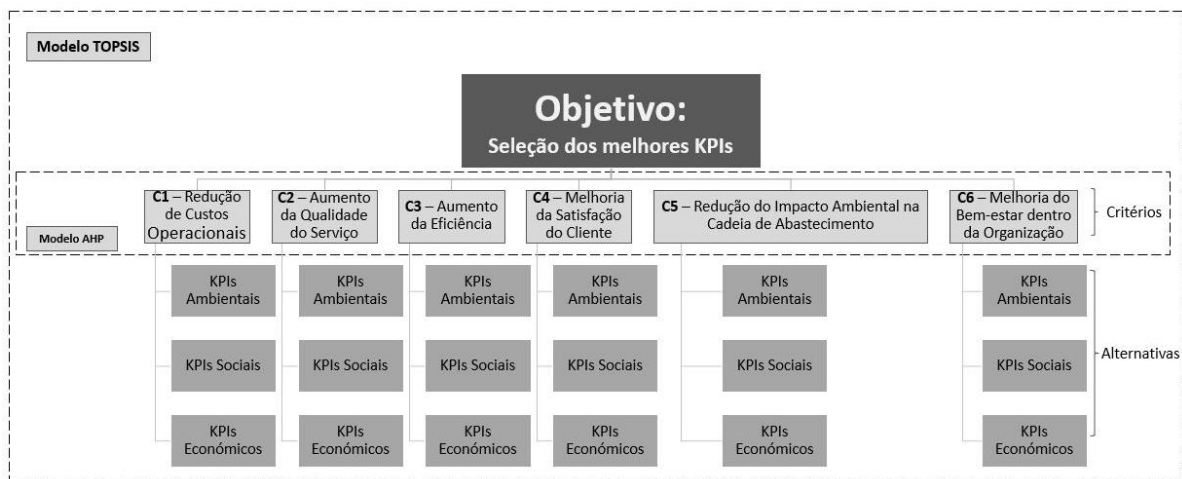 Modelo TOPSIS
Objetivo:
Seleção dos melhores KPIs
C1 – Redução
de Custos
Operacionais
C2 – Aumento
da Qualidade
do Serviço
C3 – Aumento
da Eficiência
C4 – Melhoria
da Satisfação
do Cliente
C5 – Redução do Impacto Ambiental na
Cadeia de Abastecimento
C6 – Melhoria do
Bem-estar dentro
da Organização
Critérios
Modelo AHP
KPIs
Ambientais
KPIs
Ambientais
KPIs
Ambientais
KPIs
Ambientais
KPIs
Ambientais
KPIs
Ambientais
KPIs Sociais
KPIs Sociais
KPIs Sociais
KPIs Sociais
KPIs Sociais
KPIs Sociais
Alternativas
KPIs
Económicos
KPIs
Económicos
KPIs
Económicos
KPIs
Económicos
KPIs
Económicos
KPIs
Económicos